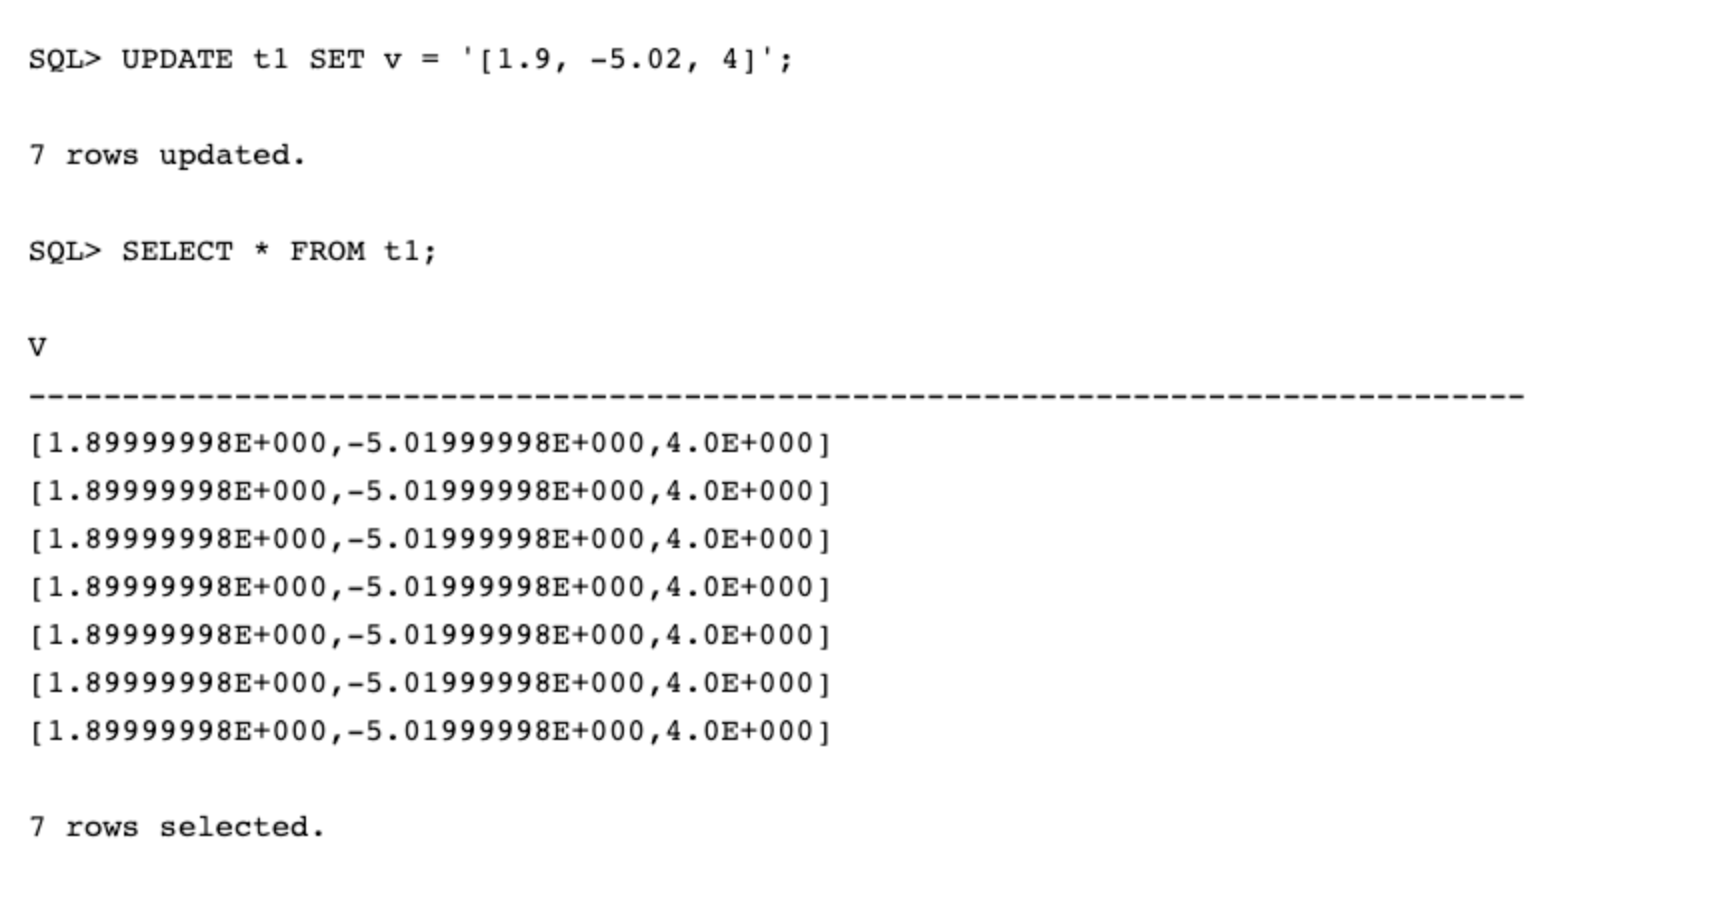 SQL> UPDATE t1 SET v = '[1.9, -5.02, 4]';
7 rows updated.
SQL> SELECT * FROM t1;
V
--------------------------------------------------------------------------------
[1.89999998E+000,-5.01999998E+000,4.0E+000]
[1.89999998E+000,-5.01999998E+000,4.0E+000]
[1.89999998E+000,-5.01999998E+000,4.0E+000]
[1.89999998E+000,-5.01999998E+000,4.0E+000]
[1.89999998E+000,-5.01999998E+000,4.0E+000]
[1.89999998E+000,-5.01999998E+000,4.0E+000]
[1.89999998E+000,-5.01999998E+000,4.0E+000]
7 rows selected.